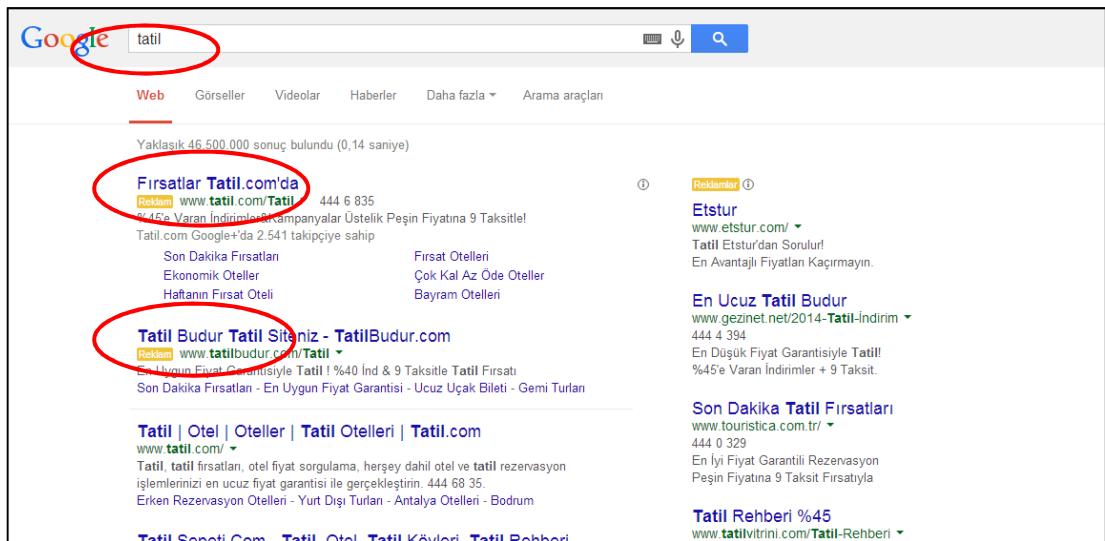 Google
tatil
Web Görseller Videolar Haberler Daha fazla Arama araçları
Yaklaşık 46.500.000 sonuç bulundu (0,14 saniye)
Fırsatlar Tatil.com'da
Reklam www.tatil.com/Tatil 444 6 835
%45'e Varan İndirimler&Kampanyalar Üstelik Peşin Fiyatına 9 Taksitle!
Tatil.com Google+'da 2.541 takipçiye sahip
Son Dakika Fırsatları Fırsat Otelleri
Ekonomik Oteller Çok Kal Az Öde Oteller
Haftanın Fırsat Oteli Bayram Otelleri
Tatil Budur Tatil Siteniz - TatilBudur.com
Reklam www.tatilbudur.com/Tatil
En Uygun Fiyat Garantisiyle Tatil ! %40 İnd & 9 Taksitle Tatil Fırsatı
Son Dakika Fırsatları - En Uygun Fiyat Garantisi - Ucuz Uçak Bileti - Gemi Turları
Tatil | Otel | Oteller | Tatil Otelleri | Tatil.com
www.tatil.com/
Tatil, tatil fırsatları, otel fiyat sorgulama, herşey dahil otel ve tatil rezervasyon
işlemlerinizi en ucuz fiyat garantisi ile gerçekleştirin. 444 68 35.
Erken Rezervasyon Otelleri - Yurt Dışı Turları - Antalya Otelleri - Bodrum
Tatil Sepeti.Com - Tatil, Otel, Tatil Köyleri, Tatil Rehberi
Reklamlar
Etstur
www.etstur.com/
Tatil Etstur'dan Sorulur!
En Avantajlı Fiyatları Kaçırmayın.
En Ucuz Tatil Budur
www.gezinet.net/2014-Tatil-İndirim
444 4 394
En Düşük Fiyat Garantisiyle Tatil!
%45'e Varan İndirimler + 9 Taksit.
Son Dakika Tatil Fırsatları
www.touristica.com.tr/
444 0 329
En İyi Fiyat Garantili Rezervasyon
Peşin Fiyatına 9 Taksit Fırsatıyla
Tatil Rehberi %45
www.tatilvitrini.com/Tatil-Rehberi